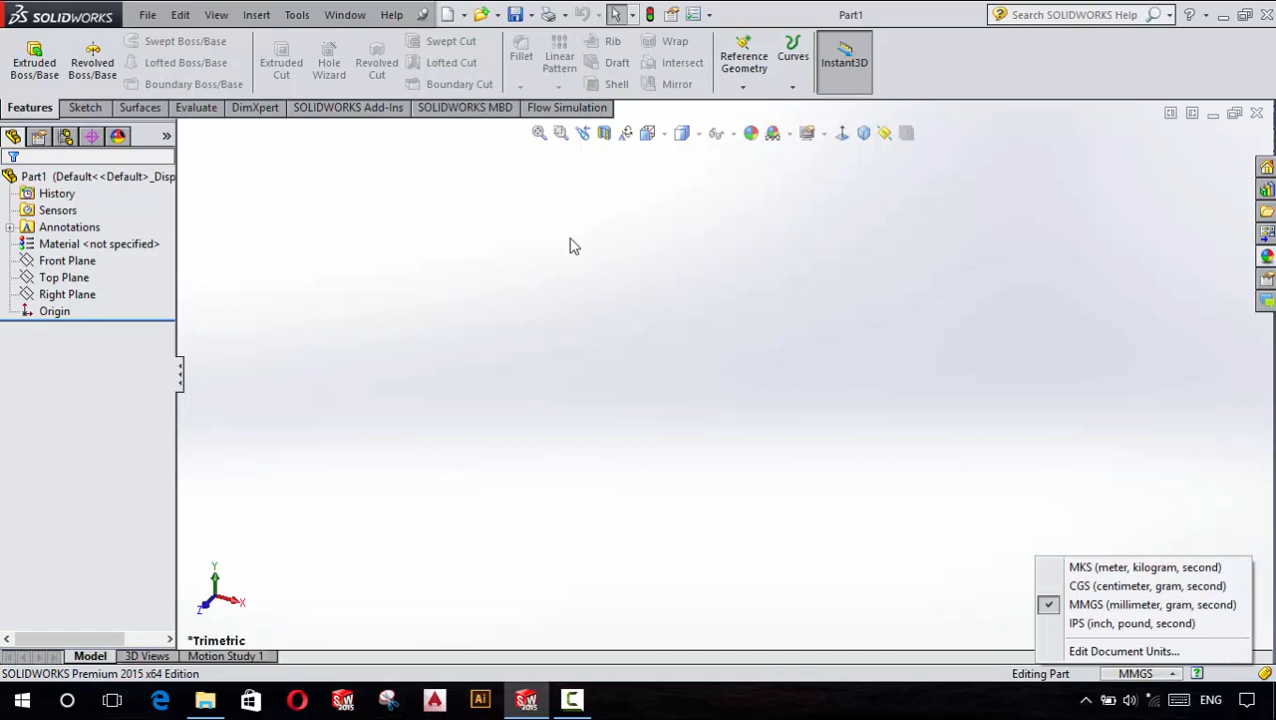 SOLIDWORKS File Edit View Insert Tools Window Help Part1 Search SOLIDWORKS Help
Extruded Boss/Base
Revolved Boss/Base
Swept Boss/Base
Lofted Boss/Base
Boundary Boss/Base
Extruded Cut
Hole Wizard
Revolved Cut
Swept Cut
Lofted Cut
Boundary Cut
Fillet
Linear Pattern
Rib
Draft
Shell
Wrap
Intersect
Mirror
Reference Geometry
Curves
Instant3D
Features Sketch Surfaces Evaluate DimXpert SOLIDWORKS Add-Ins SOLIDWORKS MBD Flow Simulation
Part1 (Default<<Default>_Disp
History
Sensors
A Annotations
Material <not specified>
Front Plane
Top Plane
Right Plane
Origin
Y
X
Z
*Trimetric
MKS (meter, kilogram, second)
CGS (centimeter, gram, second)
MMGS (millimeter, gram, second)
IPS (inch, pound, second)
Edit Document Units...
Model 3D Views Motion Study 1
SOLIDWORKS Premium 2015 x64 Edition Editing Part MMGS
ENG